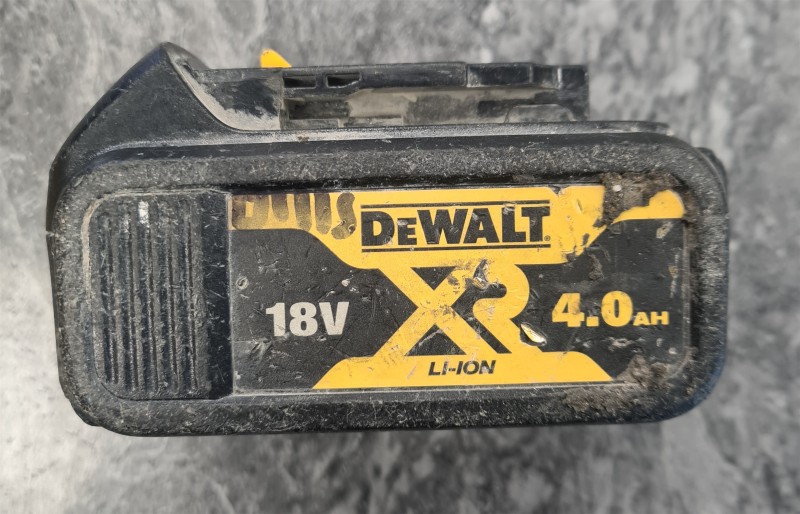 DEWALT
XR
18V
4.0AH
LI-ION